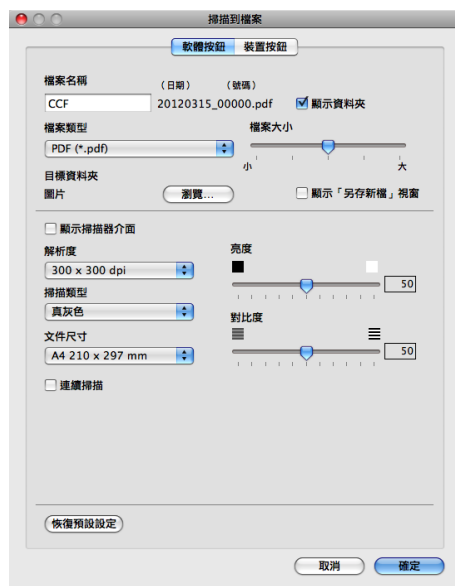 掃描到檔案
軟體按鈕 裝置按鈕
檔案名稱 (日期) (號碼)
CCF 20120315_00000.pdf 顯示資料夾
檔案類型 檔案大小
PDF (*.pdf)
小 大
目標資料夾
圖片 瀏覽... 顯示「另存新檔」視窗
顯示掃描器介面
解析度 亮度
300 x 300 dpi 50
掃描類型
真灰色 對比度
文件尺寸
A4 210 x 297 mm 50
連續掃描
恢復預設設定
取消 確定